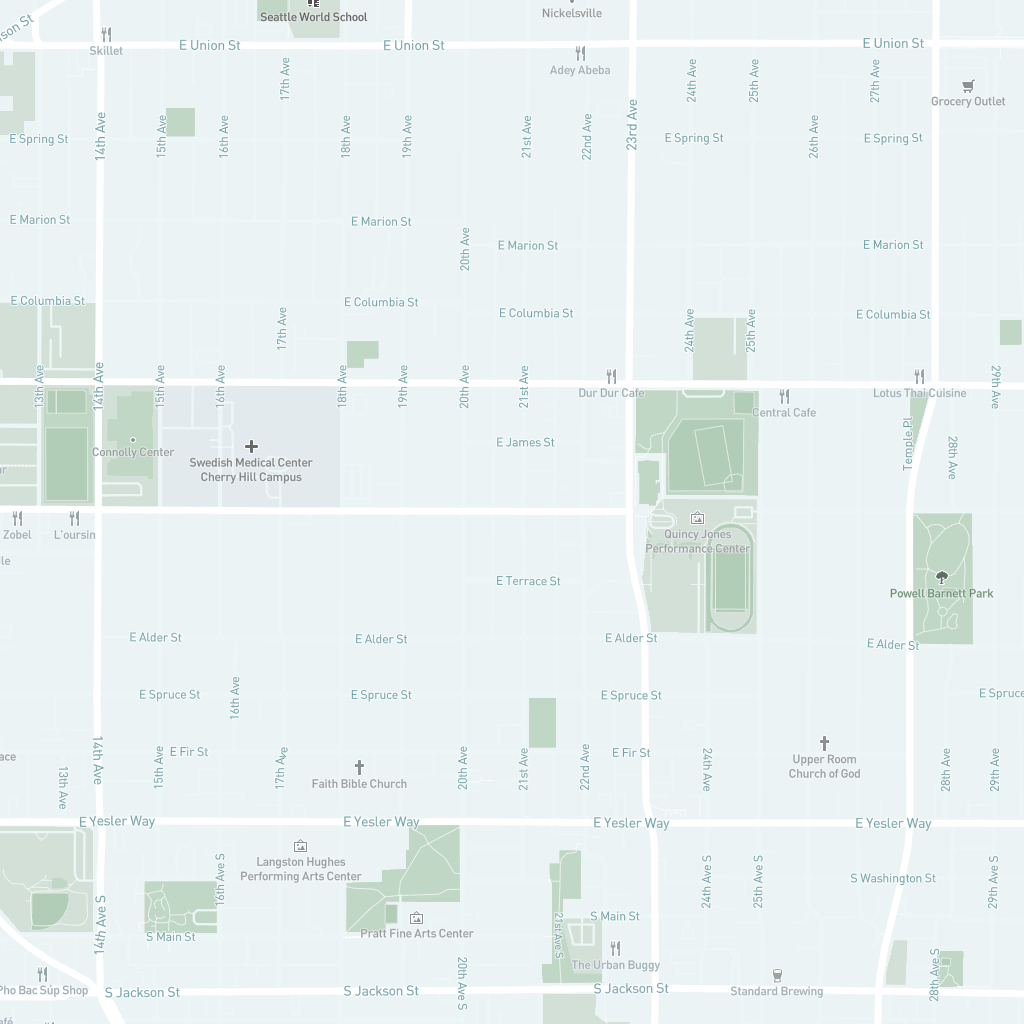 Seattle World School
Nickelsville
son St
Skillet
E Union St
E Union St
E Union St
Adey Abeba
17th Ave
24th Ave
25th Ave
27th Ave
Grocery Outlet
E Spring St
14th Ave
15th Ave
16th Ave
18th Ave
19th Ave
21st Ave
22nd Ave
23rd Ave
E Spring St
26th Ave
E Spring St
E Marion St
E Marion St
20th Ave
E Marion St
E Marion St
E Columbia St
17th Ave
E Columbia St
E Columbia St
24th Ave
25th Ave
E Columbia St
13th Ave
14th Ave
15th Ave
16th Ave
18th Ave
19th Ave
20th Ave
21st Ave
Dur Dur Cafe
Central Cafe
Lotus Thai Cuisine
29th Ave
Connolly Center
Swedish Medical Center
Cherry Hill Campus
E James St
Temple Pl
28th Ave
ar
Zobel
L'oursin
Quincy Jones
Performance Center
le
E Terrace St
Powell Barnett Park
E Alder St
E Alder St
E Alder St
E Alder St
E Spruce St
16th Ave
E Spruce St
E Spruce St
E Spruce
ace
13th Ave
14th Ave
15th Ave
E Fir St
17th Ave
Faith Bible Church
20th Ave
21st Ave
22nd Ave
E Fir St
24th Ave
Upper Room
Church of God
28th Ave
29th Ave
E Yesler Way
E Yesler Way
E Yesler Way
E Yesler Way
Langston Hughes
Performing Arts Center
16th Ave S
24th Ave S
25th Ave S
S Washington St
29th Ave S
14th Ave S
S Main St
Pratt Fine Arts Center
21st Ave S
S Main St
The Urban Buggy
Pho Bac Súp Shop
S Jackson St
S Jackson St
20th Ave S
S Jackson St
Standard Brewing
28th Ave S
afé